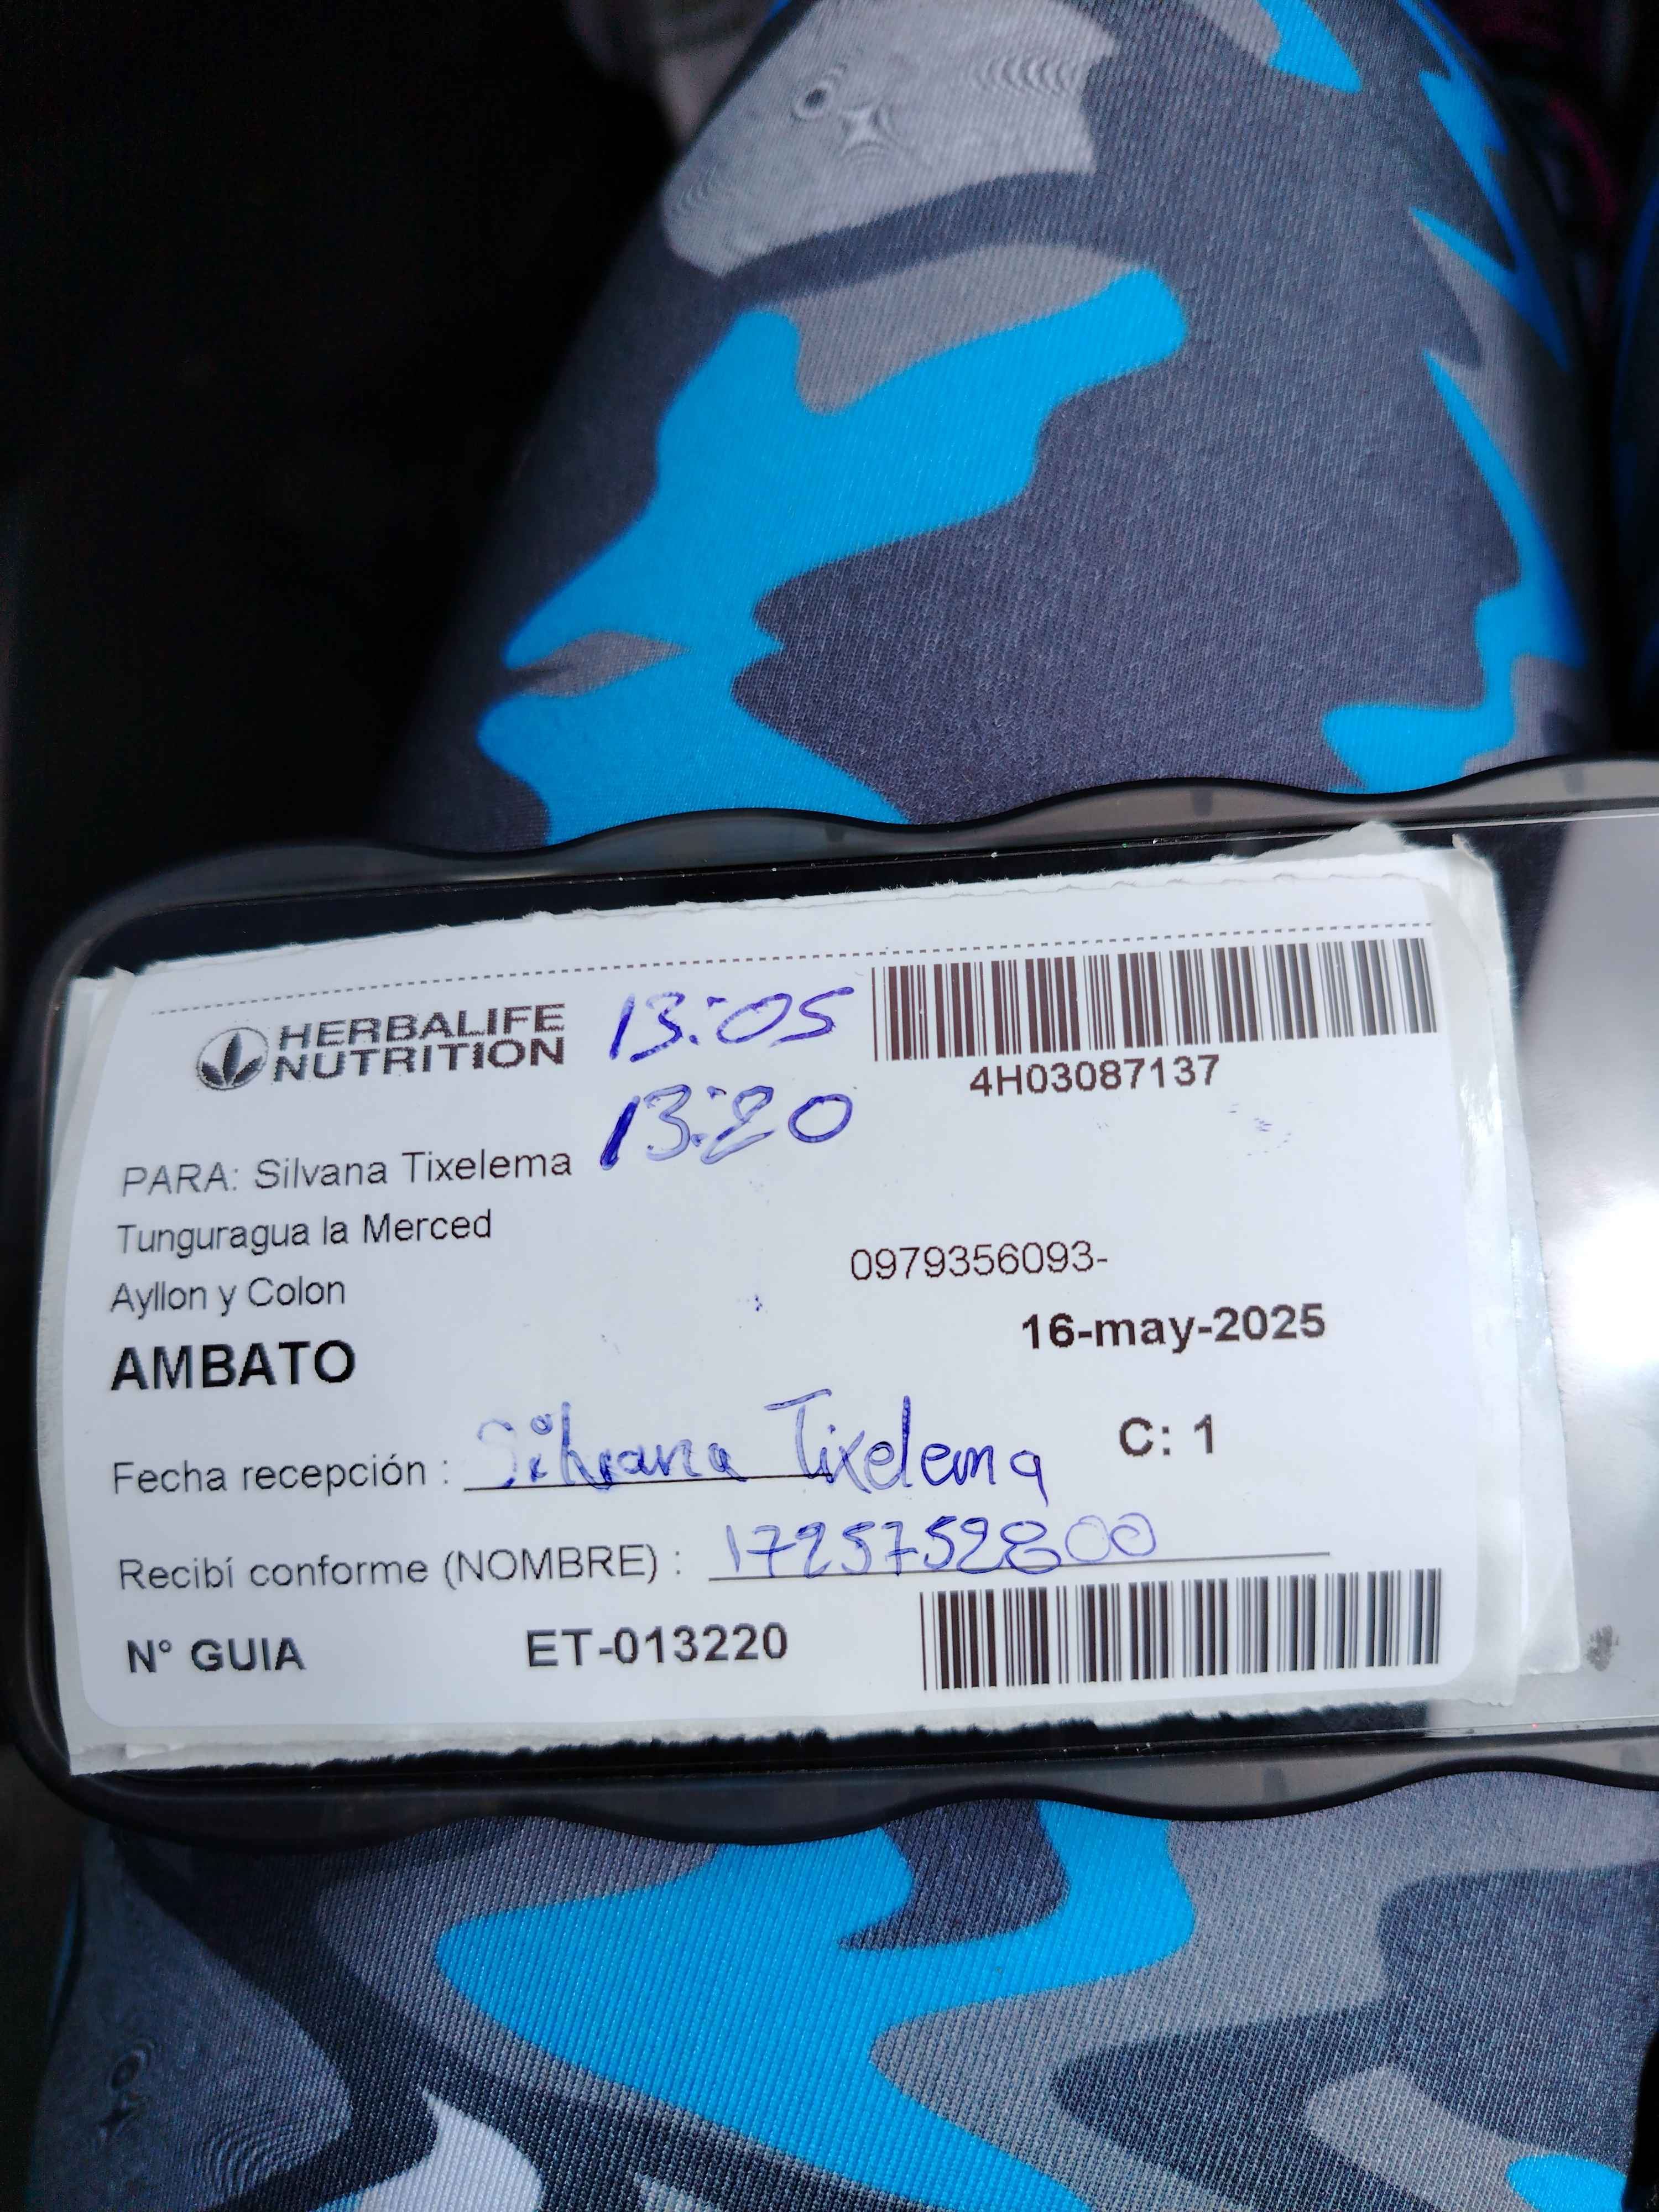 HERBALIFE
NUTRITION
13:05
13:20
4H03087137
PARA: Silvana Tixelema
Tunguragua la Merced
Ayllon y Colon
0979356093-
AMBATO
16-may-2025
Fecha recepción : Silvana Tixelema
C: 1
Recibí conforme (NOMBRE) : 1725752800
N° GUIA ET-013220